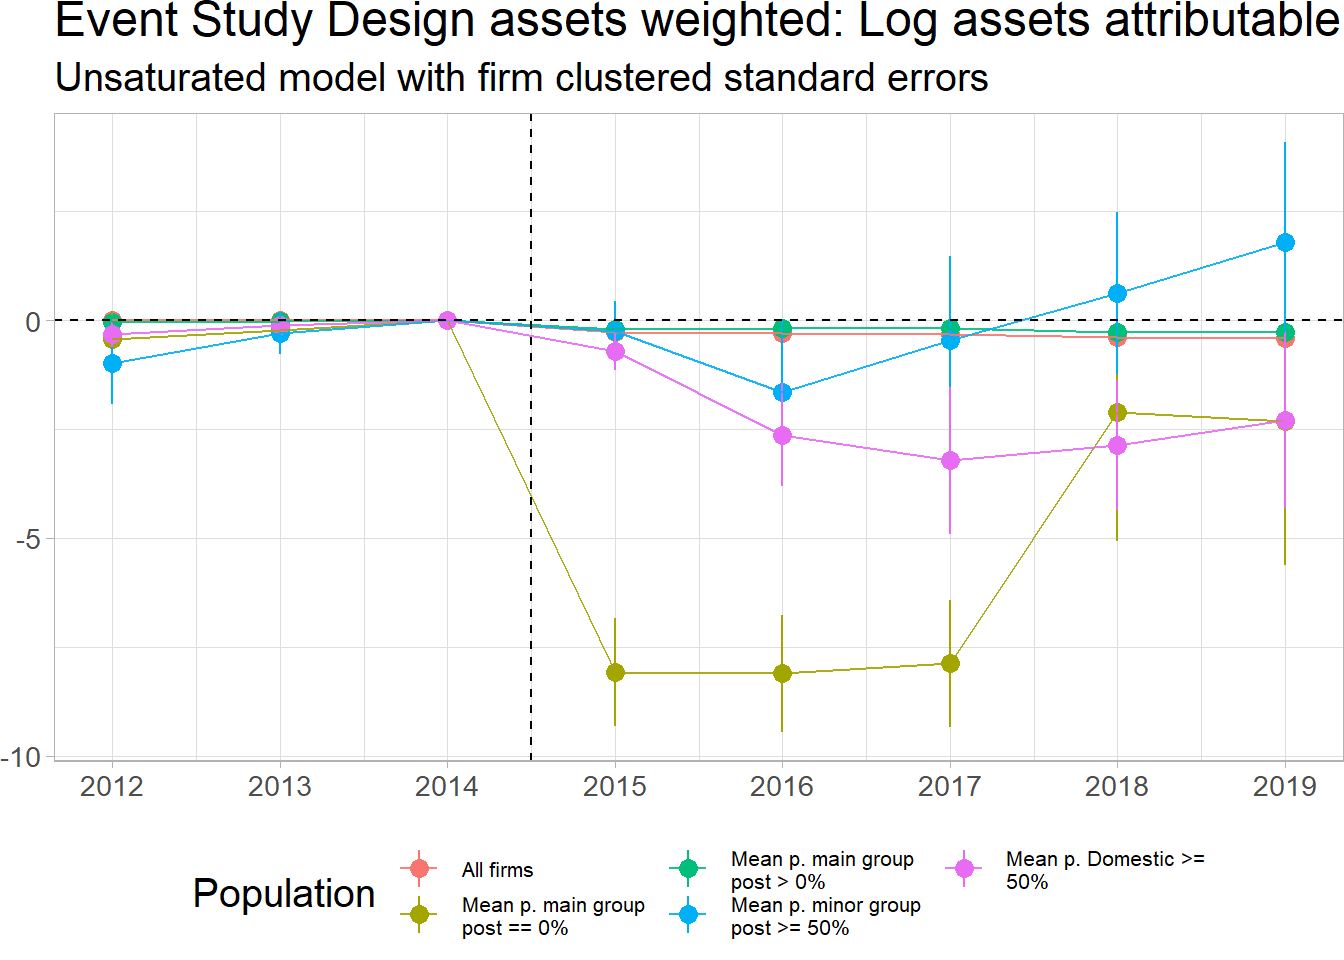 Event Study Design assets weighted: Log assets attributable
Unsaturated model with firm clustered standard errors
0
-5
-10
2012 2013 2014 2015 2016 2017 2018 2019
Population
All firms
Mean p. main group
post == 0%
Mean p. main group
post > 0%
Mean p. minor group
post >= 50%
Mean p. Domestic >=
50%